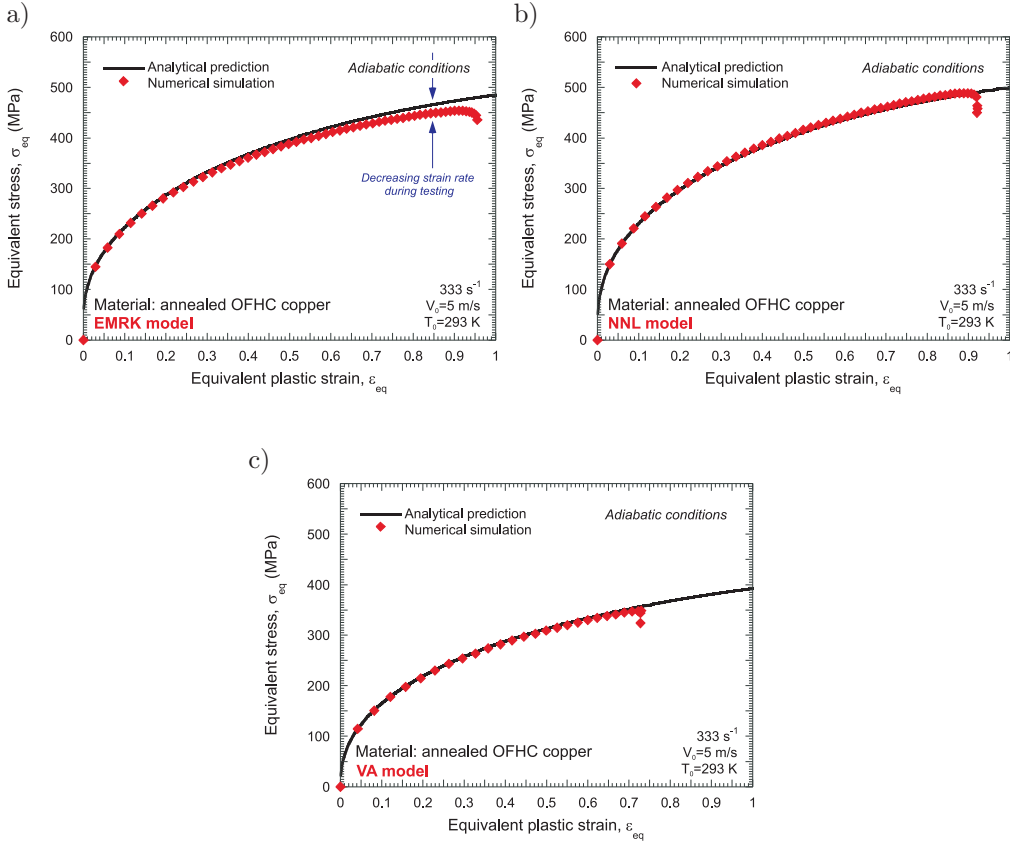 a)
600
500
400
300
200
100
0
Equivalent stress, σeq (MPa)
Analytical prediction
Numerical simulation
Adiabatic conditions
Decreasing strain rate
during testing
333 s-1
Material: annealed OFHC copper
V0=5 m/s
EMRK model
T0=293 K
0 0.1 0.2 0.3 0.4 0.5 0.6 0.7 0.8 0.9 1
Equivalent plastic strain, εeq
b)
600
500
400
300
200
100
0
Equivalent stress, σeq (MPa)
Analytical prediction
Numerical simulation
Adiabatic conditions
333 s-1
Material: annealed OFHC copper
V0=5 m/s
NNL model
T0=293 K
0 0.1 0.2 0.3 0.4 0.5 0.6 0.7 0.8 0.9 1
Equivalent plastic strain, εeq
c)
600
500
400
300
200
100
0
Equivalent stress, σeq (MPa)
Analytical prediction
Numerical simulation
Adiabatic conditions
333 s-1
Material: annealed OFHC copper
V0=5 m/s
VA model
T0=293 K
0 0.1 0.2 0.3 0.4 0.5 0.6 0.7 0.8 0.9 1
Equivalent plastic strain, εeq